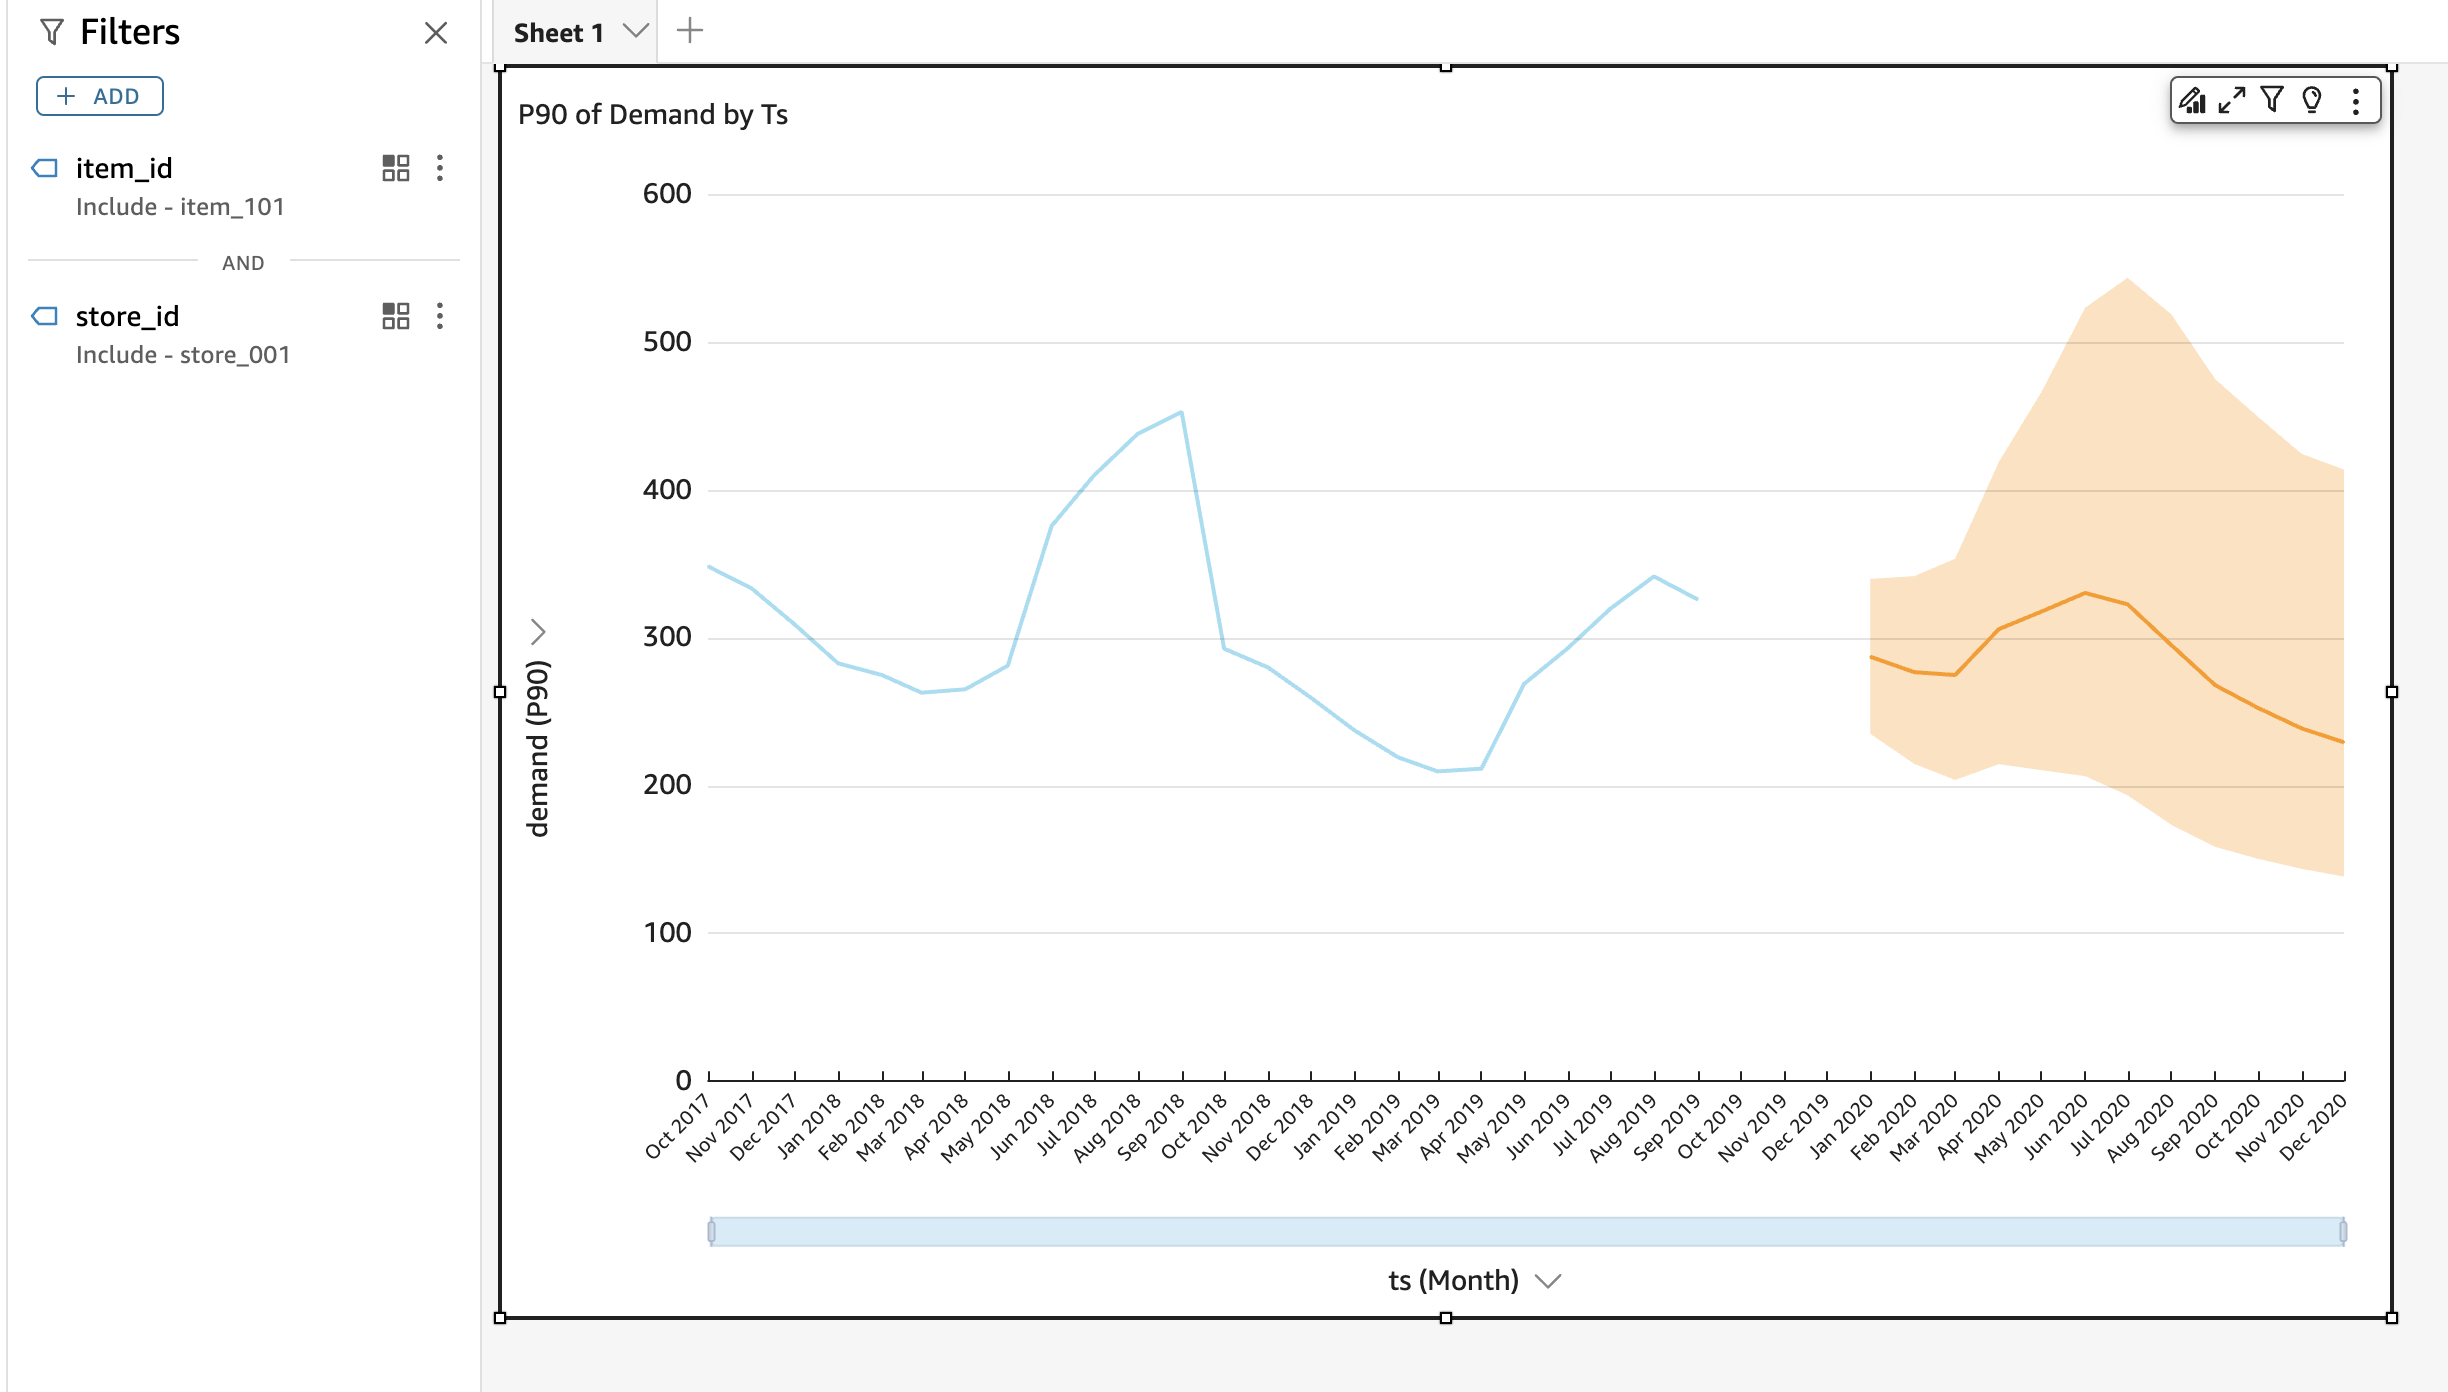 Filters
ADD
item_id
Include - item_101
AND
store_id
Include - store_001
Sheet 1
P90 of Demand by Ts
600
500
400
300
200
100
0
demand (P90)
Oct 2017
Nov 2017
Dec 2017
Jan 2018
Feb 2018
Mar 2018
Apr 2018
May 2018
Jun 2018
Jul 2018
Aug 2018
Sep 2018
Oct 2018
Nov 2018
Dec 2018
Jan 2019
Feb 2019
Mar 2019
Apr 2019
May 2019
Jun 2019
Jul 2019
Aug 2019
Sep 2019
Oct 2019
Nov 2019
Dec 2019
Jan 2020
Feb 2020
Mar 2020
Apr 2020
May 2020
Jun 2020
Jul 2020
Aug 2020
Sep 2020
Oct 2020
Nov 2020
Dec 2020
ts (Month)